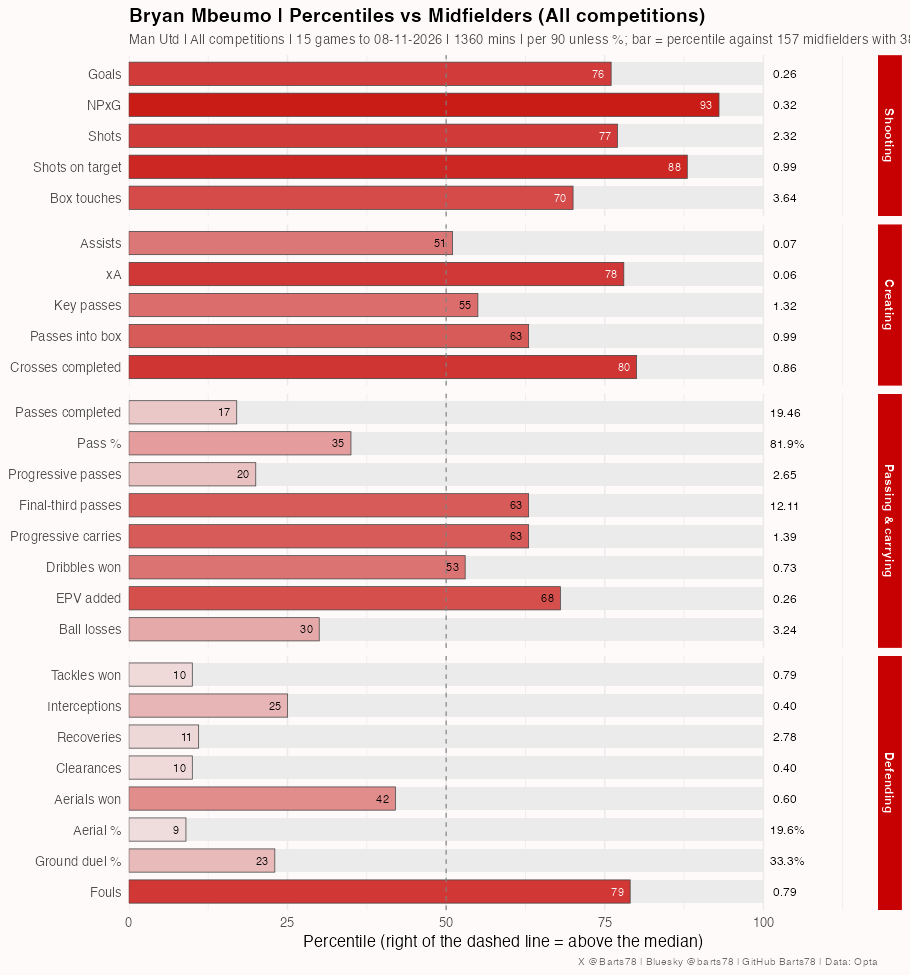 Bryan Mbeumo | Percentiles vs Midfielders (All competitions)
Man Utd | All competitions | 15 games to 08-11-2026 | 1360 mins | per 90 unless %; bar = percentile against 157 midfielders with 38
Goals 76 0.26
NPxG 93 0.32
Shots 77 2.32
Shots on target 88 0.99
Box touches 70 3.64
Shooting
Assists 51 0.07
xA 78 0.06
Key passes 55 1.32
Passes into box 63 0.99
Crosses completed 80 0.86
Creating
Passes completed 17 19.46
Pass % 35 81.9%
Progressive passes 20 2.65
Final-third passes 63 12.11
Progressive carries 63 1.39
Dribbles won 53 0.73
EPV added 68 0.26
Ball losses 30 3.24
Passing & carrying
Tackles won 10 0.79
Interceptions 25 0.40
Recoveries 11 2.78
Clearances 10 0.40
Aerials won 42 0.60
Aerial % 9 19.6%
Ground duel % 23 33.3%
Fouls 79 0.79
Defending
0 25 50 75 100
Percentile (right of the dashed line = above the median)
X @Barts78 | Bluesky @barts78 | GitHub Barts78 | Data: Opta